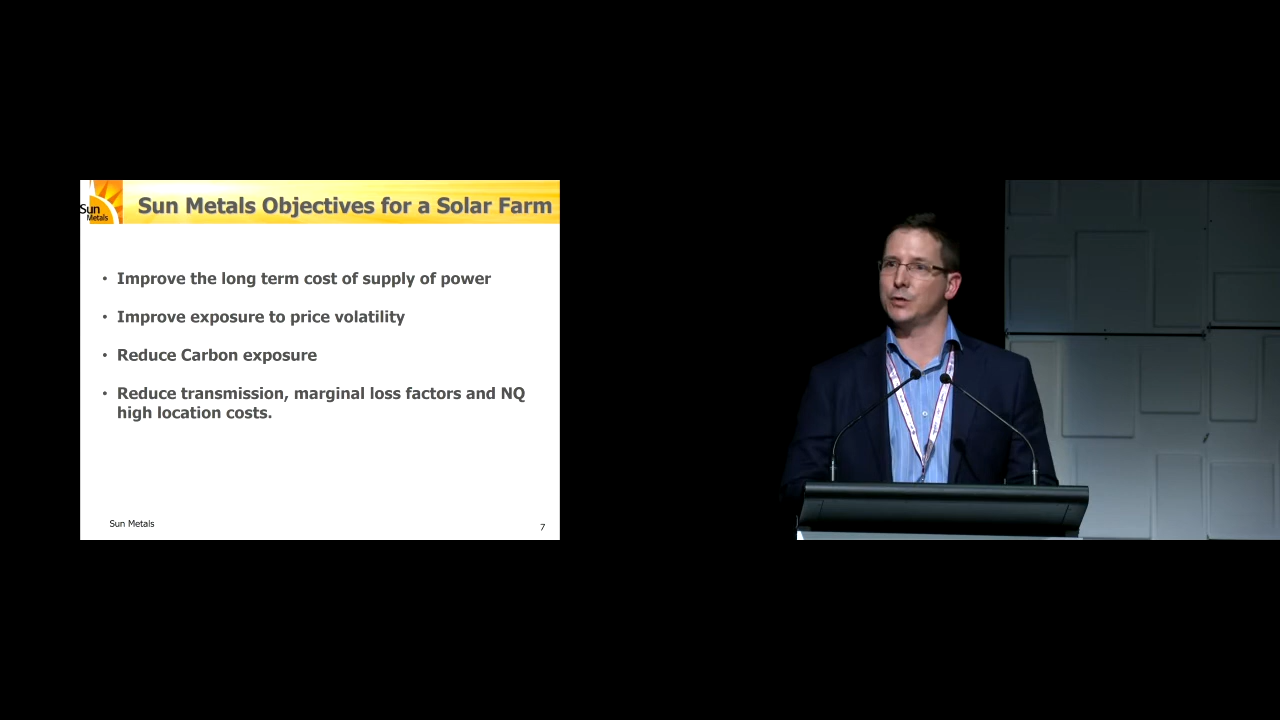 Sun
Metals
Sun Metals Objectives for a Solar Farm
• Improve the long term cost of supply of power
• Improve exposure to price volatility
• Reduce Carbon exposure
• Reduce transmission, marginal loss factors and NQ
high location costs.
Sun Metals
7